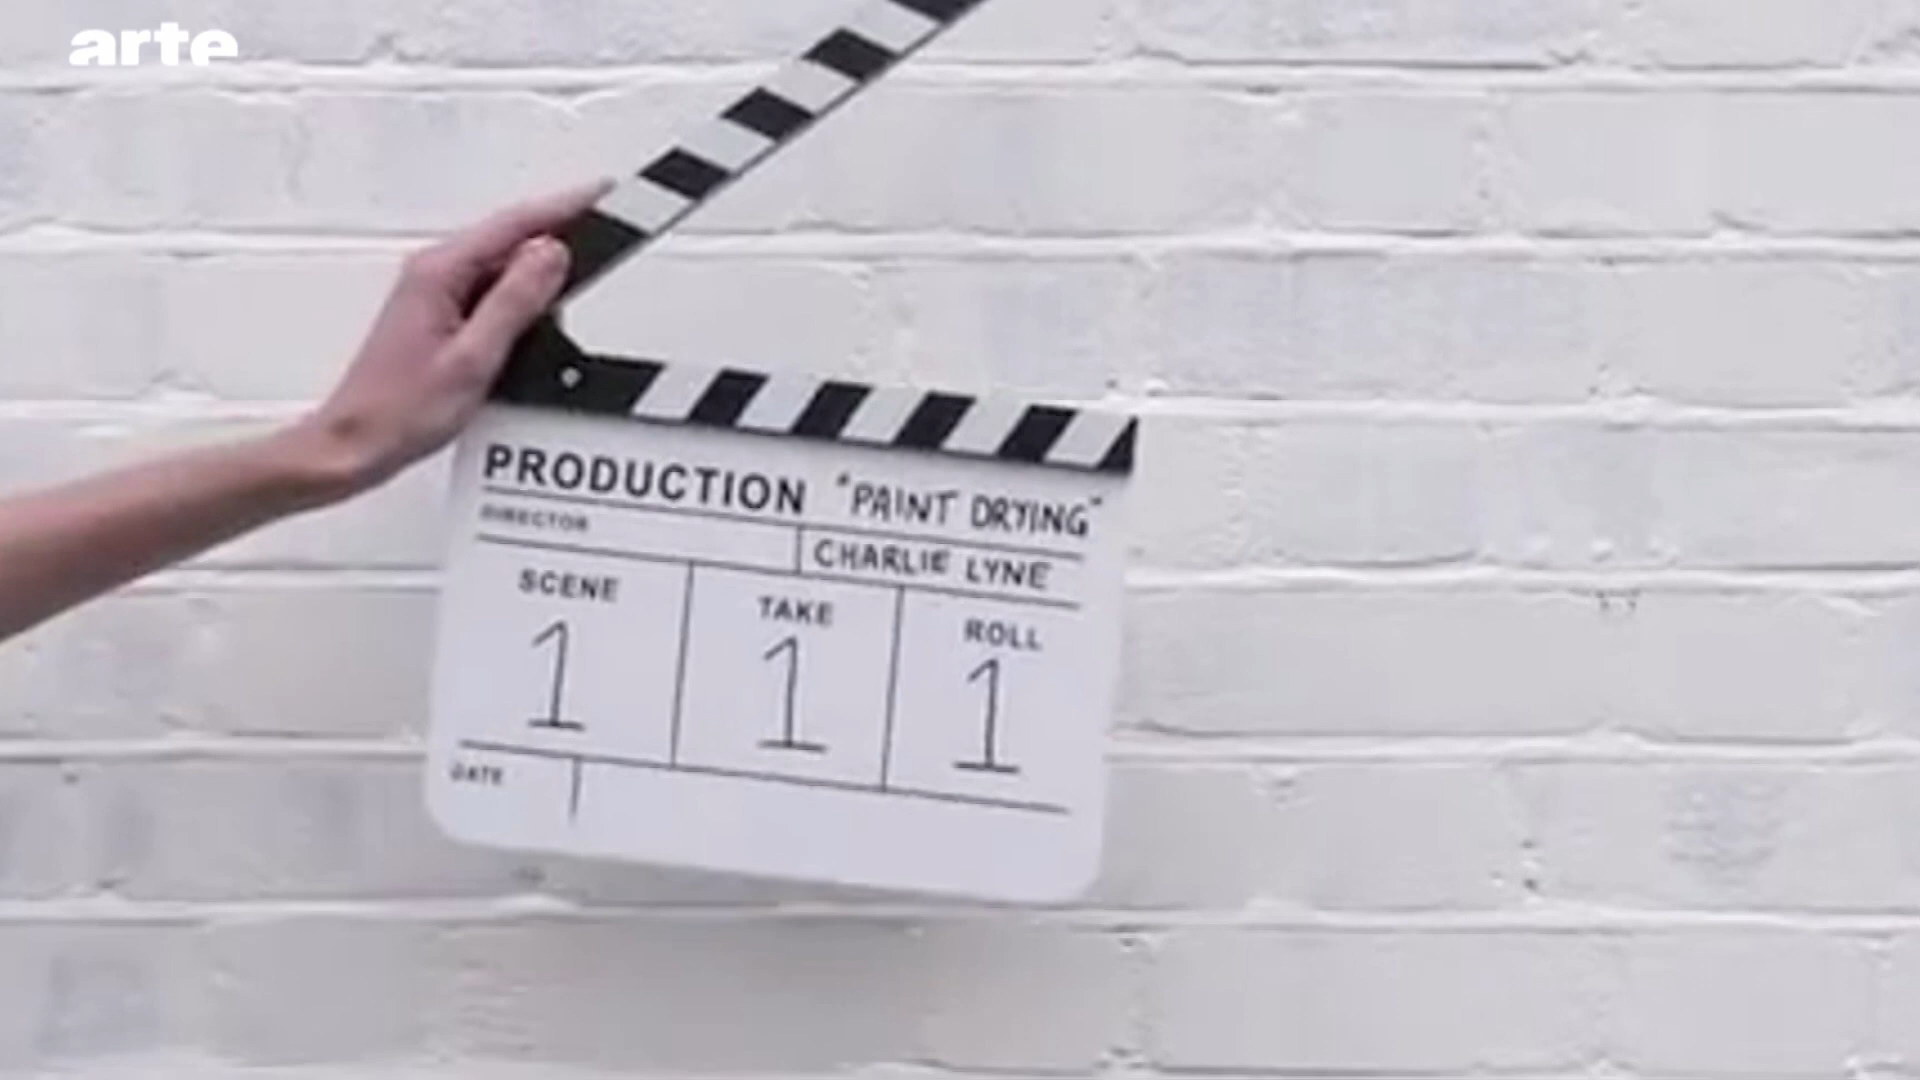 arte
PRODUCTION "PAINT DRYING"
DIRECTOR
CHARLIE LYNE
SCENE TAKE ROLL
1 1 1
DATE